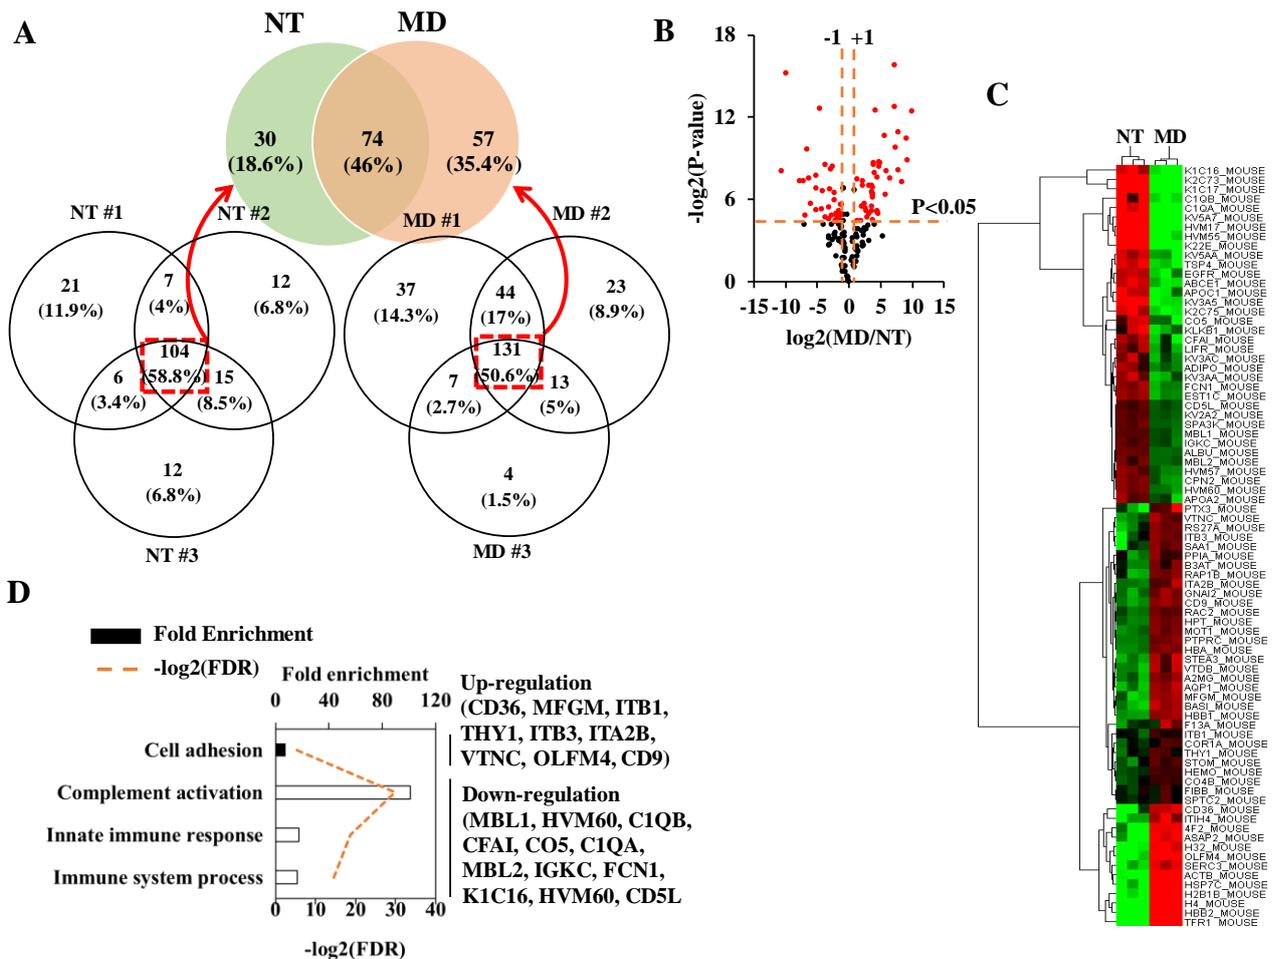 A
NT
MD
30
(18.6%)
74
(46%)
57
(35.4%)
NT #1
NT #2
MD #1
MD #2
21
(11.9%)
7
(4%)
12
(6.8%)
104
(58.8%)
6
(3.4%)
15
(8.5%)
12
(6.8%)
NT #3
37
(14.3%)
44
(17%)
23
(8.9%)
131
(50.6%)
7
(2.7%)
13
(5%)
4
(1.5%)
MD #3
B
-log2(P-value)
18
12
6
0
-1 +1
P<0.05
-15 -10 -5 0 5 10 15
log2(MD/NT)
C
NT MD
K1C16_MOUSE
K2C73_MOUSE
K1C17_MOUSE
C1QB_MOUSE
C1QA_MOUSE
KV5A7_MOUSE
HVM17_MOUSE
HVM55_MOUSE
K22E_MOUSE
KV5AA_MOUSE
TSP4_MOUSE
EGFR_MOUSE
ABCE1_MOUSE
APOC1_MOUSE
KV3A5_MOUSE
K2C75_MOUSE
CO5_MOUSE
KLKB1_MOUSE
CFAI_MOUSE
LIFR_MOUSE
KV3AC_MOUSE
ADIPO_MOUSE
KV3AA_MOUSE
FCN1_MOUSE
EST1C_MOUSE
CD5L_MOUSE
KV2A2_MOUSE
SPA3K_MOUSE
MBL1_MOUSE
IGKC_MOUSE
ALBU_MOUSE
MBL2_MOUSE
HVM57_MOUSE
CPN2_MOUSE
HVM60_MOUSE
APOA2_MOUSE
PTX3_MOUSE
VTNC_MOUSE
RS27A_MOUSE
ITB3_MOUSE
SAA1_MOUSE
PPIA_MOUSE
B3AT_MOUSE
RAP1B_MOUSE
ITA2B_MOUSE
GNAI2_MOUSE
CD9_MOUSE
RAC2_MOUSE
HPT_MOUSE
MOT1_MOUSE
PTPRC_MOUSE
HBA_MOUSE
STEA3_MOUSE
VTDB_MOUSE
A2MG_MOUSE
AQP1_MOUSE
MFGM_MOUSE
BASI_MOUSE
HBB1_MOUSE
F13A_MOUSE
ITB1_MOUSE
COR1A_MOUSE
THY1_MOUSE
STOM_MOUSE
HEMO_MOUSE
CO4B_MOUSE
FIBB_MOUSE
SPTC2_MOUSE
CD36_MOUSE
ITIH4_MOUSE
4F2_MOUSE
ASAP2_MOUSE
H32_MOUSE
OLFM4_MOUSE
SERC3_MOUSE
ACTB_MOUSE
HSP7C_MOUSE
H2B1B_MOUSE
H4_MOUSE
HBB2_MOUSE
TFR1_MOUSE
D
Fold Enrichment
-log2(FDR)
Fold enrichment
0 40 80 120
Cell adhesion
Complement activation
Innate immune response
Immune system process
0 10 20 30 40
-log2(FDR)
Up-regulation
(CD36, MFGM, ITB1,
THY1, ITB3, ITA2B,
VTNC, OLFM4, CD9)
Down-regulation
(MBL1, HVM60, C1QB,
CFAI, CO5, C1QA,
MBL2, IGKC, FCN1,
K1C16, HVM60, CD5L